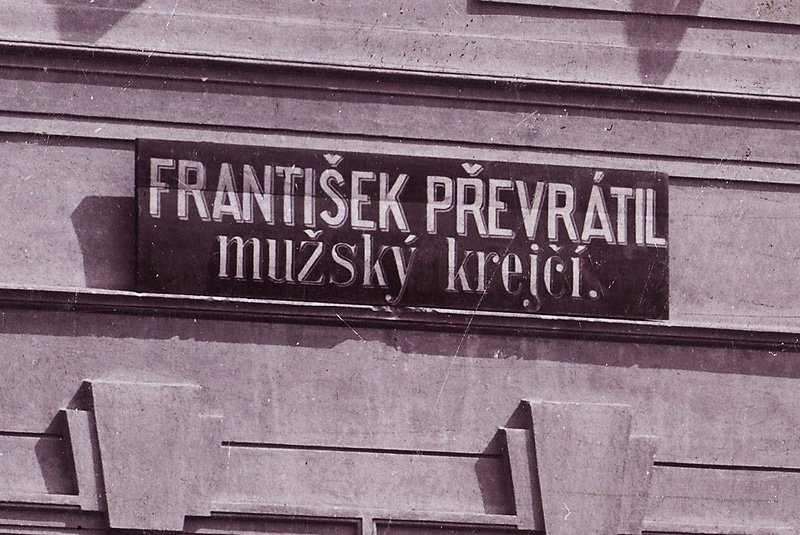 FRANTIŠEK PŘEVRÁTIL
mužský krejčí.